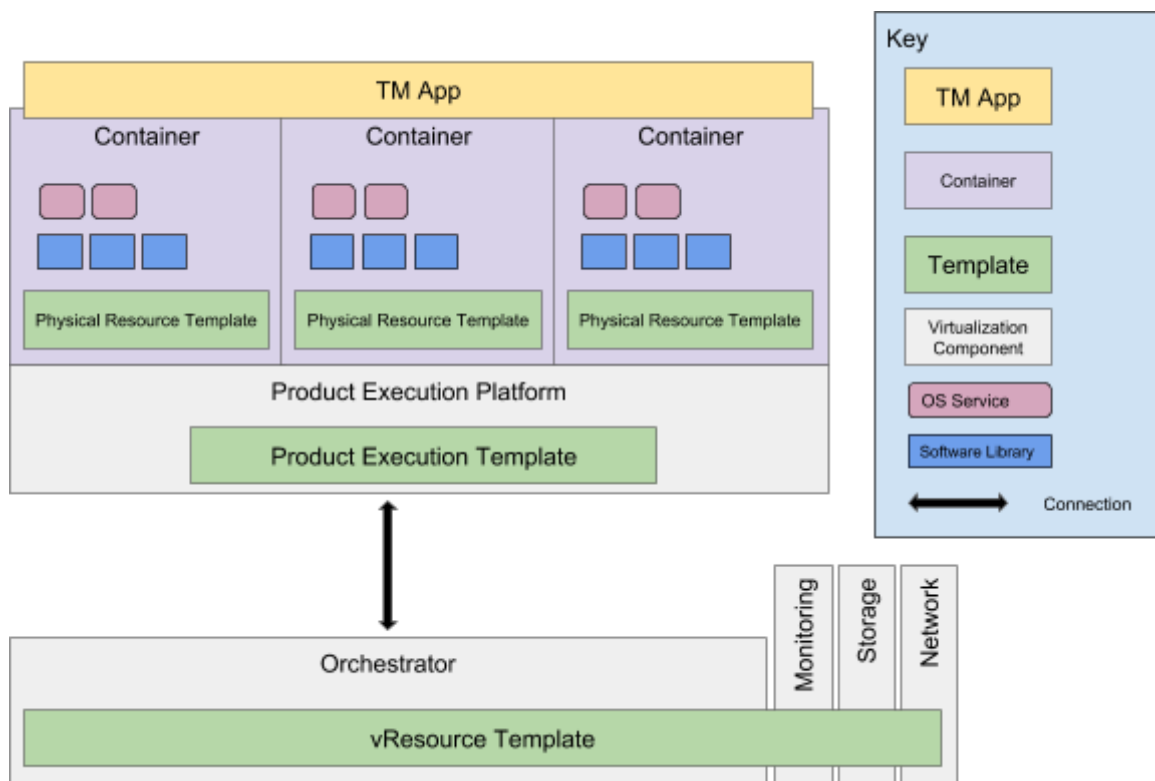 TM App
Container
Container
Container
Physical Resource Template
Physical Resource Template
Physical Resource Template
Product Execution Platform
Product Execution Template
Orchestrator
vResource Template
Monitoring
Storage
Network
Key
TM App
Container
Template
Virtualization
Component
OS Service
Software Library
Connection